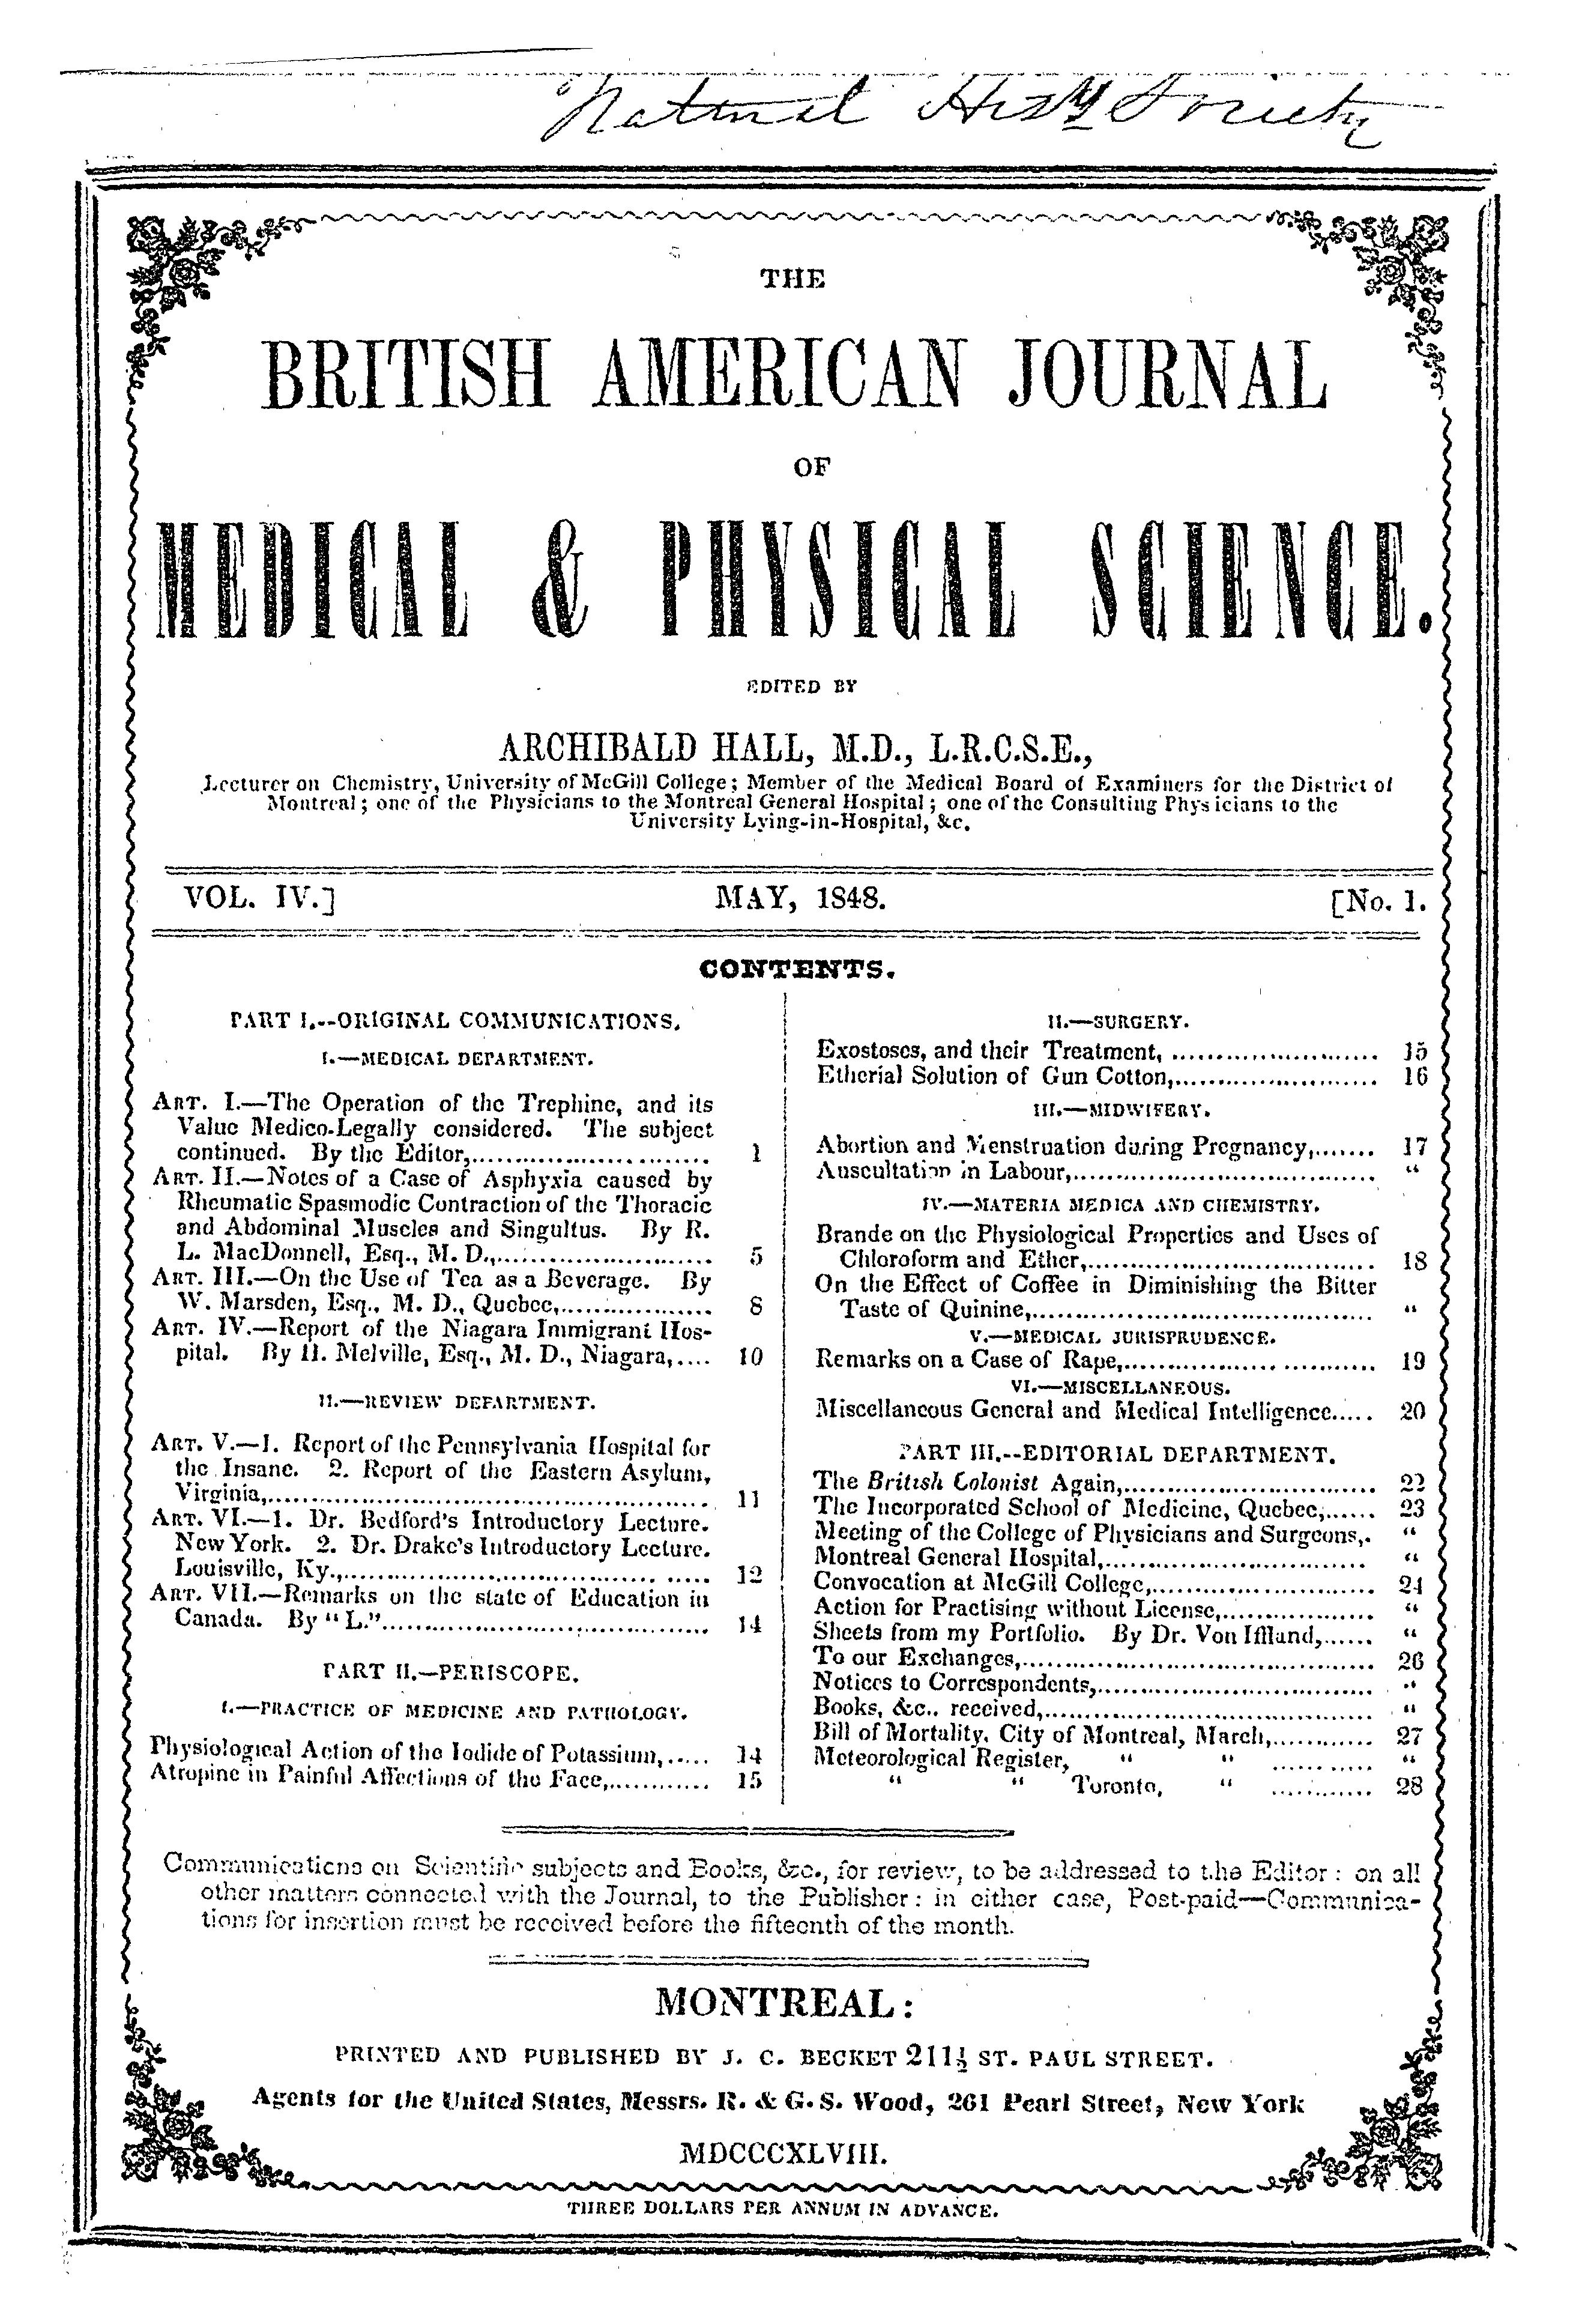 Natural Hisy Society
THE
BRITISH AMERICAN JOURNAL
OF
MEDICAL & PHYSICAL SCIENCE.
EDITED BY
ARCHIBALD HALL, M.D., L.R.C.S.E.,
Lecturer on Chemistry, University of McGill College; Member of the Medical Board of Examiners for the District of
Montreal; one of the Physicians to the Montreal General Hospital; one of the Consulting Physicians to the
University Lying-in-Hospital, &c.
VOL. IV.] MAY, 1848. [No. 1.
CONTENTS.
PART I.--ORIGINAL COMMUNICATIONS.
I.—MEDICAL DEPARTMENT.
ART. I.—The Operation of the Trephine, and its
Value Medico-Legally considered. The subject
continued. By the Editor,.......................... 1
ART. II.—Notes of a Case of Asphyxia caused by
Rheumatic Spasmodic Contraction of the Thoracic
and Abdominal Muscles and Singultus. By R.
L. MacDonnell, Esq., M. D.,........................ 5
ART. III.—On the Use of Tea as a Beverage. By
W. Marsden, Esq., M. D., Quebec,................. 8
ART. IV.—Report of the Niagara Immigrant Hos-
pital. By H. Melville, Esq., M. D., Niagara,.... 10
II.—REVIEW DEPARTMENT.
ART. V.—1. Report of the Pennsylvania Hospital for
the Insane. 2. Report of the Eastern Asylum,
Virginia,................................................ 11
ART. VI.—1. Dr. Bedford's Introductory Lecture.
New York. 2. Dr. Drake's Introductory Lecture.
Louisville, Ky.,........................................ 12
ART. VII.—Remarks on the state of Education in
Canada. By "L."..................................... 14
PART II.—PERISCOPE.
I.—PRACTICE OF MEDICINE AND PATHOLOGY.
Physiological Action of the Iodide of Potassium,..... 14
Atropine in Painful Affections of the Face,............ 15
II.—SURGERY.
Exostoses, and their Treatment, ....................... 15
Etherial Solution of Gun Cotton,....................... 16
III.—MIDWIFERY.
Abortion and Menstruation during Pregnancy,....... 17
Auscultation in Labour,.................................. "
IV.—MATERIA MEDICA AND CHEMISTRY.
Brande on the Physiological Properties and Uses of
Chloroform and Ether,................................. 18
On the Effect of Coffee in Diminishing the Bitter
Taste of Quinine,....................................... "
V.—MEDICAL JURISPRUDENCE.
Remarks on a Case of Rape,............................ 19
VI.—MISCELLANEOUS.
Miscellaneous General and Medical Intelligence..... 20
PART III.--EDITORIAL DEPARTMENT.
The British Colonist Again,............................ 22
The Incorporated School of Medicine, Quebec,...... 23
Meeting of the College of Physicians and Surgeons,. "
Montreal General Hospital,............................. "
Convocation at McGill College,......................... 24
Action for Practising without License,................. "
Sheets from my Portfolio. By Dr. Von Iffland,...... "
To our Exchanges,....................................... 26
Notices to Correspondents,.............................. "
Books, &c.. received,.................................... "
Bill of Mortality, City of Montreal, March,........... 27
Meteorological Register, " " ............ "
" " Toronto, " ............ 28
Communications on Scientific subjects and Books, &c., for review, to be addressed to the Editor: on all
other matters connected with the Journal, to the Publisher: in either case, Post-paid—Communica-
tions for insertion must be received before the fifteenth of the month.
MONTREAL:
PRINTED AND PUBLISHED BY J. C. BECKET 211½ ST. PAUL STREET.
Agents for the United States, Messrs. R. & G. S. Wood, 261 Pearl Street, New York
MDCCCXLVIII.
THREE DOLLARS PER ANNUM IN ADVANCE.